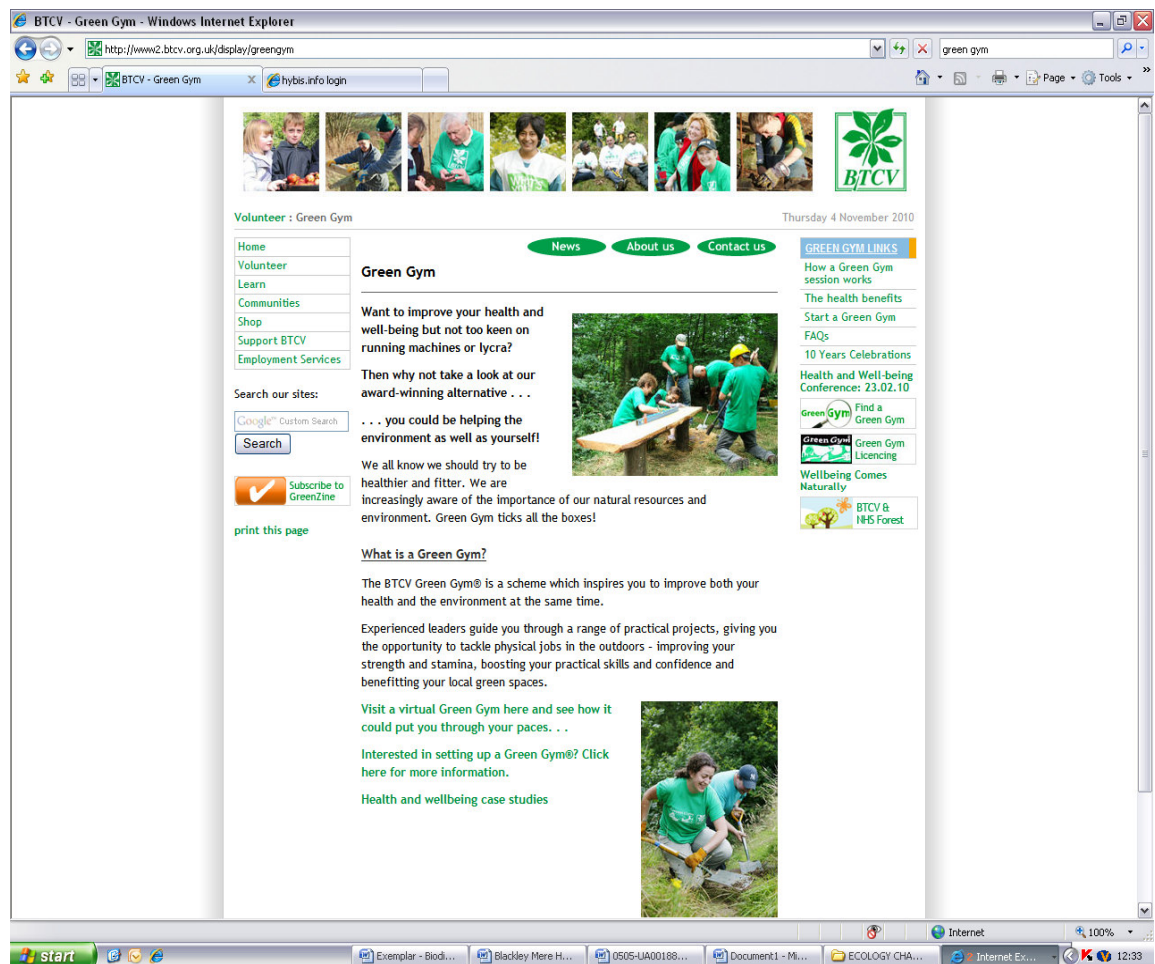 BTCV - Green Gym - Windows Internet Explorer
http://www2.btcv.org.uk/display/greengym
green gym
BTCV - Green Gym
hybis.info login
Page
Tools
BTCV
Volunteer : Green Gym
Thursday 4 November 2010
Home
Volunteer
Learn
Communities
Shop
Support BTCV
Employment Services
Search our sites:
Google™ Custom Search
Search
Subscribe to
GreenZine
print this page
News
About us
Contact us
Green Gym
Want to improve your health and
well-being but not too keen on
running machines or lycra?
Then why not take a look at our
award-winning alternative . . .
. . . you could be helping the
environment as well as yourself!
We all know we should try to be
healthier and fitter. We are
increasingly aware of the importance of our natural resources and
environment. Green Gym ticks all the boxes!
What is a Green Gym?
The BTCV Green Gym® is a scheme which inspires you to improve both your
health and the environment at the same time.
Experienced leaders guide you through a range of practical projects, giving you
the opportunity to tackle physical jobs in the outdoors - improving your
strength and stamina, boosting your practical skills and confidence and
benefitting your local green spaces.
Visit a virtual Green Gym here and see how it
could put you through your paces. . .
Interested in setting up a Green Gym®? Click
here for more information.
Health and wellbeing case studies
GREEN GYM LINKS
How a Green Gym
session works
The health benefits
Start a Green Gym
FAQs
10 Years Celebrations
Health and Well-being
Conference: 23.02.10
Green Gym
Find a
Green Gym
Green Gym
Green Gym
Licencing
Wellbeing Comes
Naturally
BTCV &
NHS Forest
Internet
100%
start
Exemplar - Biodi...
Blackley Mere H...
0505-UA00188...
Document1 - Mi...
ECOLOGY CHA...
2 Internet Ex...
12:33